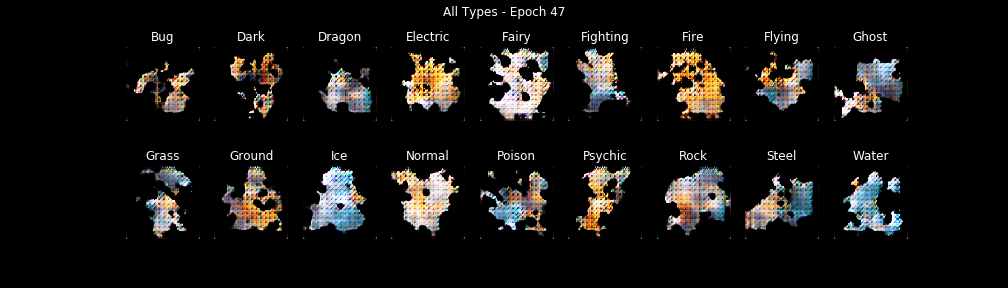 All Types - Epoch 47
Bug Dark Dragon Electric Fairy Fighting Fire Flying Ghost
Grass Ground Ice Normal Poison Psychic Rock Steel Water